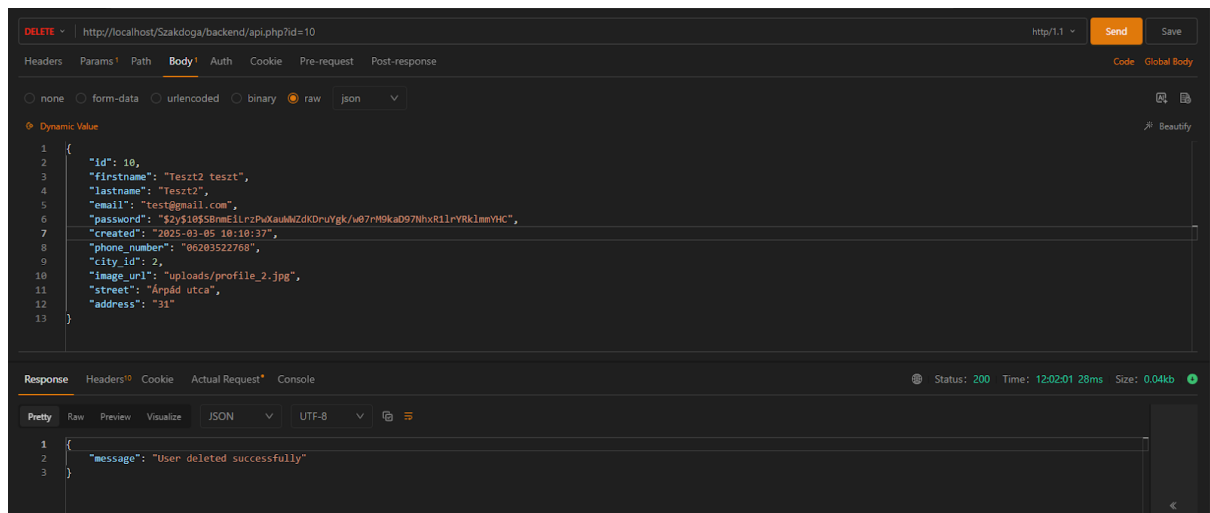 DELETE http://localhost/Szakdoga/backend/api.php?id=10 http/1.1 Send Save
Headers Params 1 Path Body 1 Auth Cookie Pre-request Post-response Code Global Body
none form-data urlencoded binary raw json
Dynamic Value Beautify
1 {
2 "id": 10,
3 "firstname": "Teszt2 teszt",
4 "lastname": "Teszt2",
5 "email": "test@gmail.com",
6 "password": "$2y$10$SBnmEiLrzPwXauWWZdKDruYgk/w07rM9kaD97NhxR1lrYRklmmYHC",
7 "created": "2025-03-05 10:10:37",
8 "phone_number": "06203522768",
9 "city_id": 2,
10 "image_url": "uploads/profile_2.jpg",
11 "street": "Árpád utca",
12 "address": "31"
13 }
Response Headers 10 Cookie Actual Request Console Status: 200 Time: 12:02:01 28ms Size: 0.04kb
Pretty Raw Preview Visualize JSON UTF-8
1 {
2 "message": "User deleted successfully"
3 }